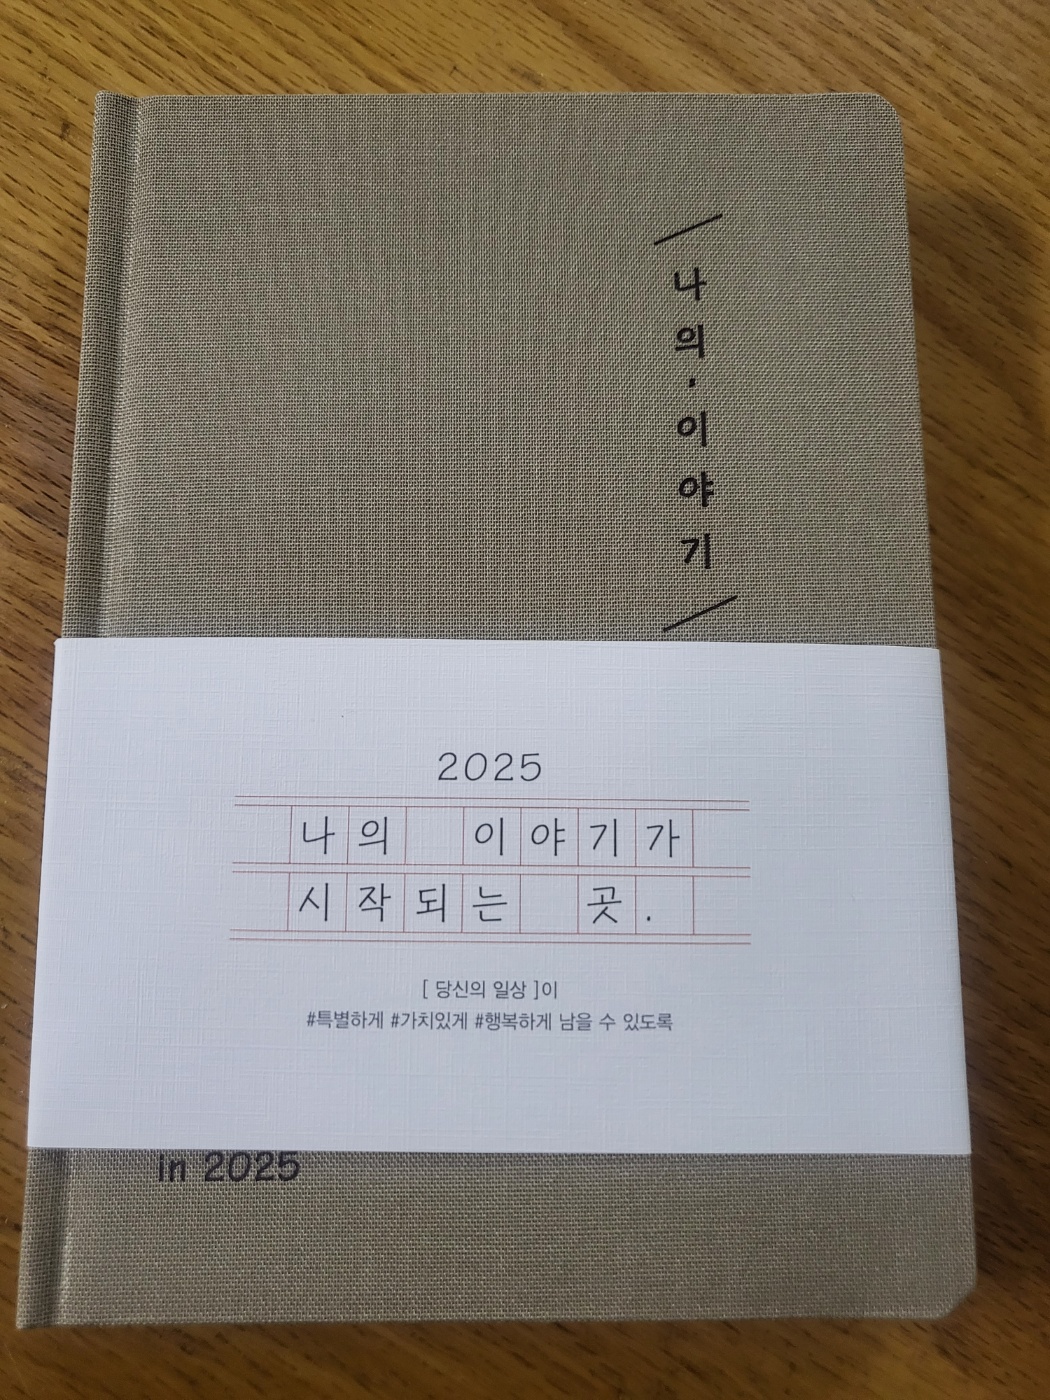 나의·이야기
2025
나의 이야기가
시작되는 곳.
[ 당신의 일상 ]이
#특별하게 #가치있게 #행복하게 남을 수 있도록
in 2025